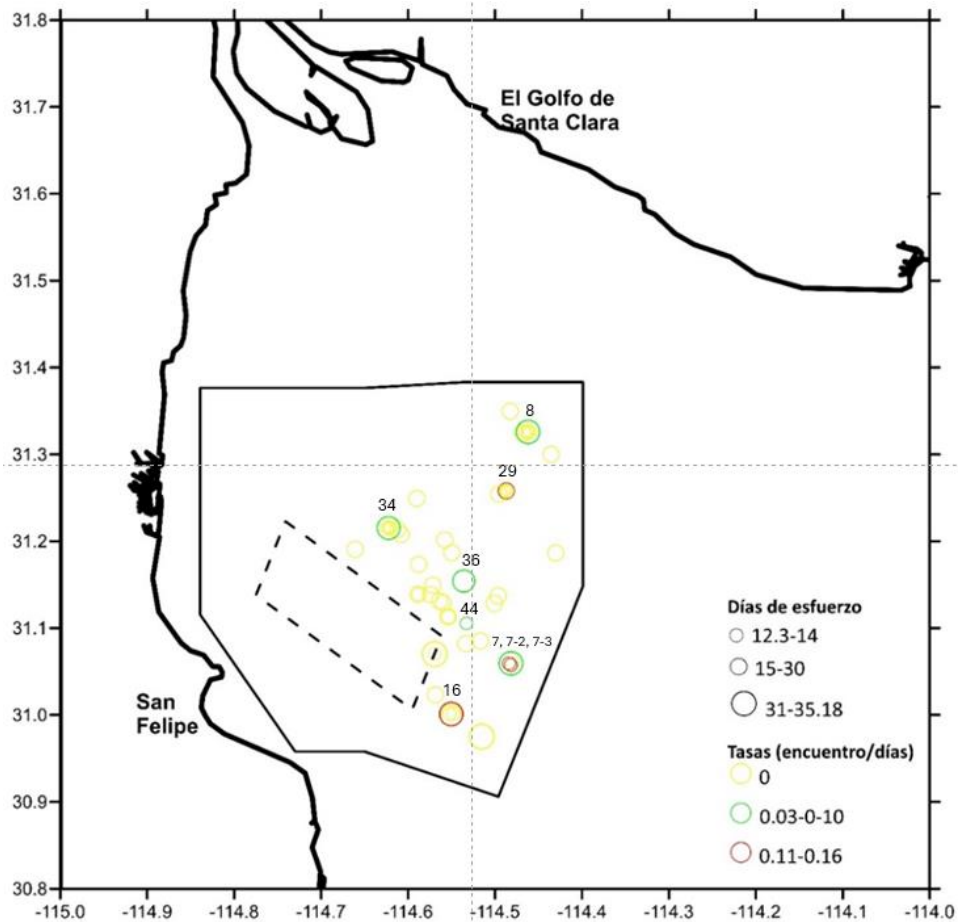 31.8
El Golfo de
Santa Clara
31.7
31.6
31.5
31.4
8
31.3
29
34
31.2
36
44
31.1
7, 7-2, 7-3
16
31.0
San
Felipe
30.9
30.8
Días de esfuerzo
12.3-14
15-30
31-35.18
Tasas (encuentro/días)
0
0.03-0-10
0.11-0.16
-115.0 -114.9 -114.8 -114.7 -114.6 -114.5 -114.4 -114.3 -114.2 -114.1 -114.0